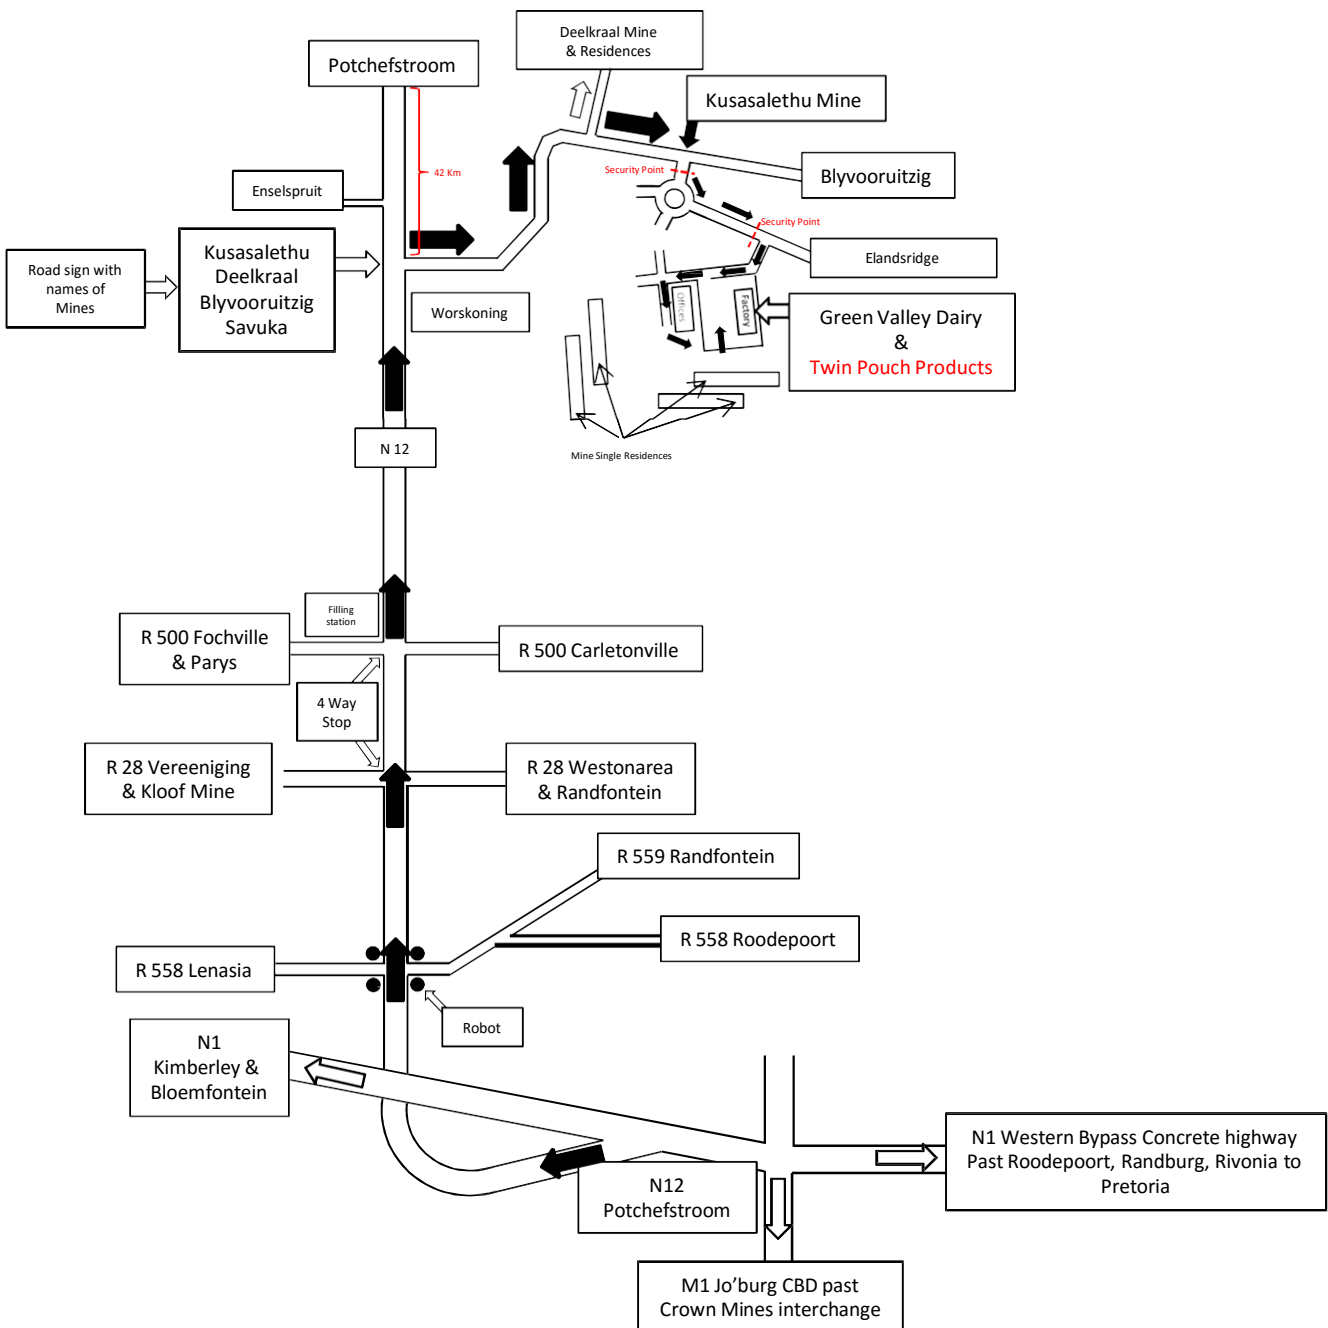 Deelkraal Mine
& Residences
Potchefstroom
Kusasalethu Mine
42 Km
Security Point
Blyvooruitzig
Enselspruit
Security Point
Kusasalethu
Deelkraal
Blyvooruitzig
Savuka
Elandsridge
Road sign with
names of
Mines
Worskoning
Offices
Factory
Green Valley Dairy
&
Twin Pouch Products
N 12
Mine Single Residences
Filling
station
R 500 Fochville
& Parys
R 500 Carletonville
4 Way
Stop
R 28 Vereeniging
& Kloof Mine
R 28 Westonarea
& Randfontein
R 559 Randfontein
R 558 Roodepoort
R 558 Lenasia
Robot
N1
Kimberley &
Bloemfontein
N1 Western Bypass Concrete highway
Past Roodepoort, Randburg, Rivonia to
Pretoria
N12
Potchefstroom
M1 Jo’burg CBD past
Crown Mines interchange